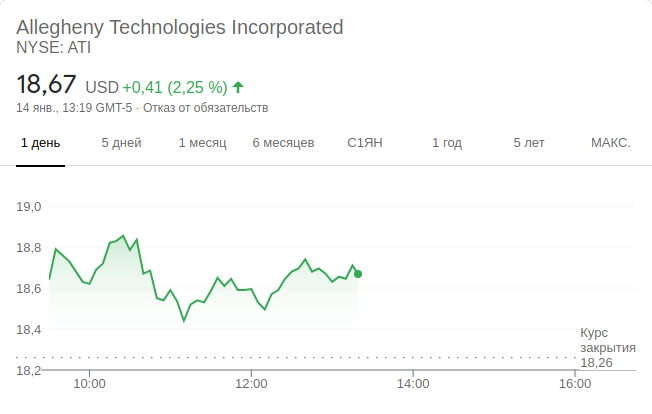 Allegheny Technologies Incorporated
NYSE: ATI
18,67 USD +0,41 (2,25 %)
14 янв., 13:19 GMT-5 · Отказ от обязательств
1 день 5 дней 1 месяц 6 месяцев С1ЯН 1 год 5 лет МАКС.
19,0
18,8
18,6
18,4
Курс
закрытия
18,26
18,2
10:00 12:00 14:00 16:00